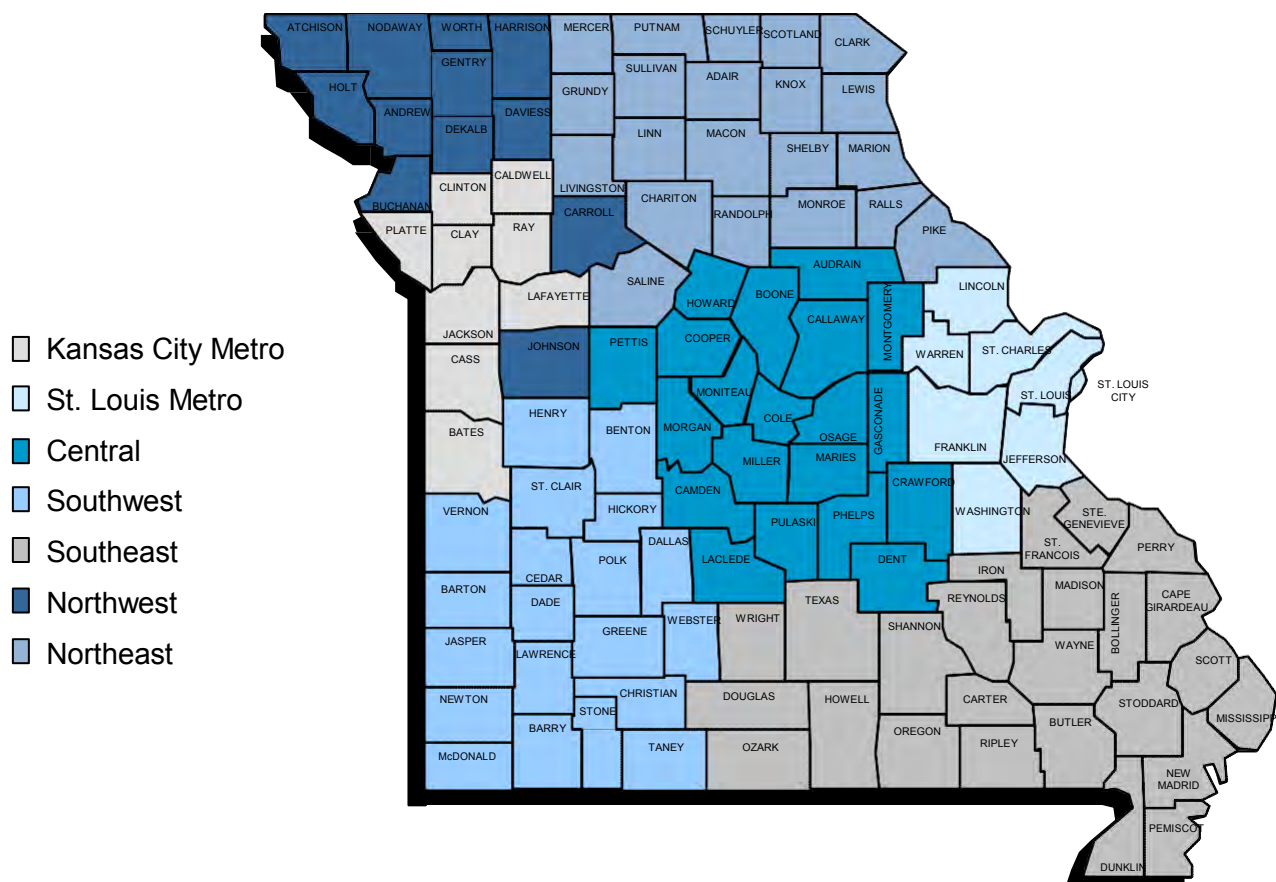 ATCHISON
NODAWAY
WORTH
HARRISON
MERCER
PUTNAM
SCHUYLER
SCOTLAND
CLARK
HOLT
GENTRY
SULLIVAN
ADAIR
KNOX
LEWIS
GRUNDY
ANDREW
DAVIESS
DEKALB
LINN
MACON
SHELBY
MARION
CLINTON
CALDWELL
LIVINGSTON
CHARITON
BUCHANAN
CARROLL
RANDOLPH
MONROE
RALLS
PIKE
PLATTE
CLAY
RAY
AUDRAIN
SALINE
LINCOLN
LAFAYETTE
HOWARD
BOONE
CALLAWAY
MONTGOMERY
JACKSON
JOHNSON
PETTIS
COOPER
WARREN
ST. CHARLES
CASS
MONITEAU
ST. LOUIS
ST. LOUIS
CITY
HENRY
BENTON
MORGAN
COLE
OSAGE
GASCONADE
FRANKLIN
JEFFERSON
BATES
MILLER
MARIES
CRAWFORD
ST. CLAIR
CAMDEN
WASHINGTON
VERNON
HICKORY
PULASKI
PHELPS
STE.
GENEVIEVE
DALLAS
ST.
FRANCOIS
PERRY
CEDAR
POLK
LACLEDE
DENT
IRON
BARTON
DADE
TEXAS
REYNOLDS
MADISON
BOLLINGER
CAPE
GIRARDEAU
GREENE
WEBSTER
WRIGHT
SHANNON
JASPER
LAWRENCE
WAYNE
SCOTT
NEWTON
CHRISTIAN
DOUGLAS
HOWELL
CARTER
STODDARD
STONE
BUTLER
MISSISSIPP
BARRY
OREGON
McDONALD
TANEY
OZARK
RIPLEY
NEW
MADRID
PEMISCOT
DUNKLIN
Kansas City Metro
St. Louis Metro
Central
Southwest
Southeast
Northwest
Northeast